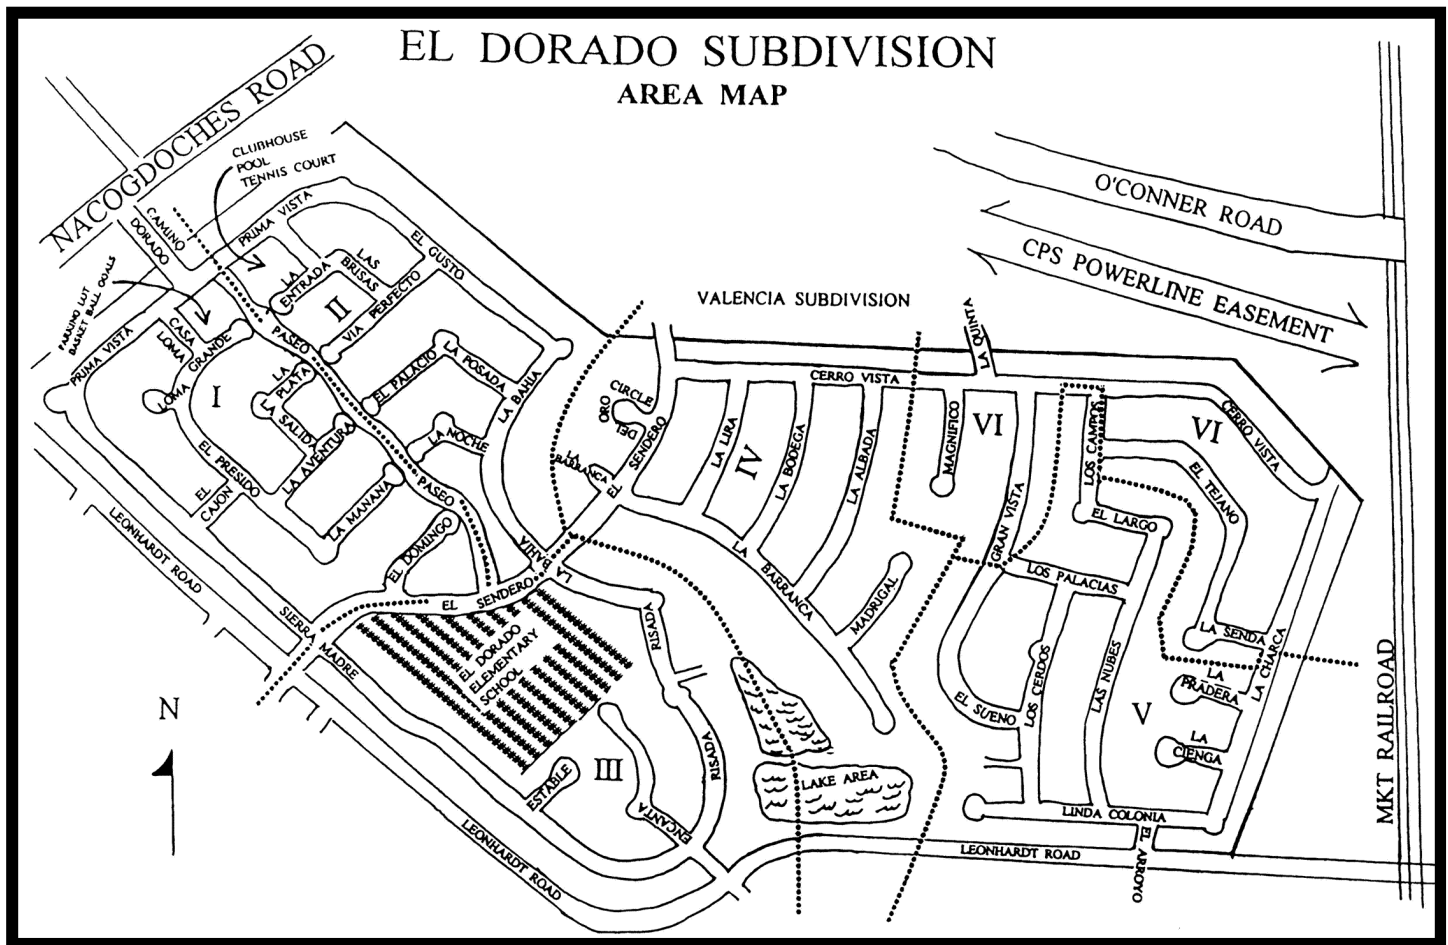 EL DORADO SUBDIVISION
AREA MAP
NACOGDOCHES ROAD
CLUBHOUSE
POOL
TENNIS COURT
CAMINO
DORADO
PRIMA VISTA
EL GUSTO
LAS
BRISAS
LA
ENTRADA
II
VIA PERFECTO
PARKING LOT
BASKET BALL GOALS
PRIMA VISTA
CASA
LOMA
LOMA GRANDE
PASEO
I
LA
PLATA
LA SALIDA
LA AVENTURA
EL PALACIO
LA POSADA
LA BAHIA
LA NOCHE
EL PRESIDO
EL
CAJON
LA MANANA
PASEO
EL DOMINGO
LEONHARDT ROAD
SIERRA
MADRE
EL SENDERO
LA
BAHIA
EL DORADO
ELEMENTARY
SCHOOL
RISADA
RISADA
III
ESTABLE
ENCANTA
LEONHARDT ROAD
N
O'CONNER ROAD
CPS POWERLINE EASEMENT
VALENCIA SUBDIVISION
LA QUINTA
CERRO VISTA
CIRCLE
ORO
DEL
LA
BARRANCA
EL SENDERO
LA LIRA
IV
LA BODEGA
LA ALBADA
LA BARRANCA
MADRIGAL
MAGNIFICO
VI
GRAN VISTA
LOS CAMPOS
VI
CERRO VISTA
EL TEJANO
EL LARGO
LOS PALACIAS
LA SENDA
LA CHARCA
LA
PRADERA
V
LA
CIENGA
LOS CERDOS
LAS NUBES
EL SUENO
LAKE AREA
LINDA COLONIA
EL ARROYO
LEONHARDT ROAD
MKT RAILROAD